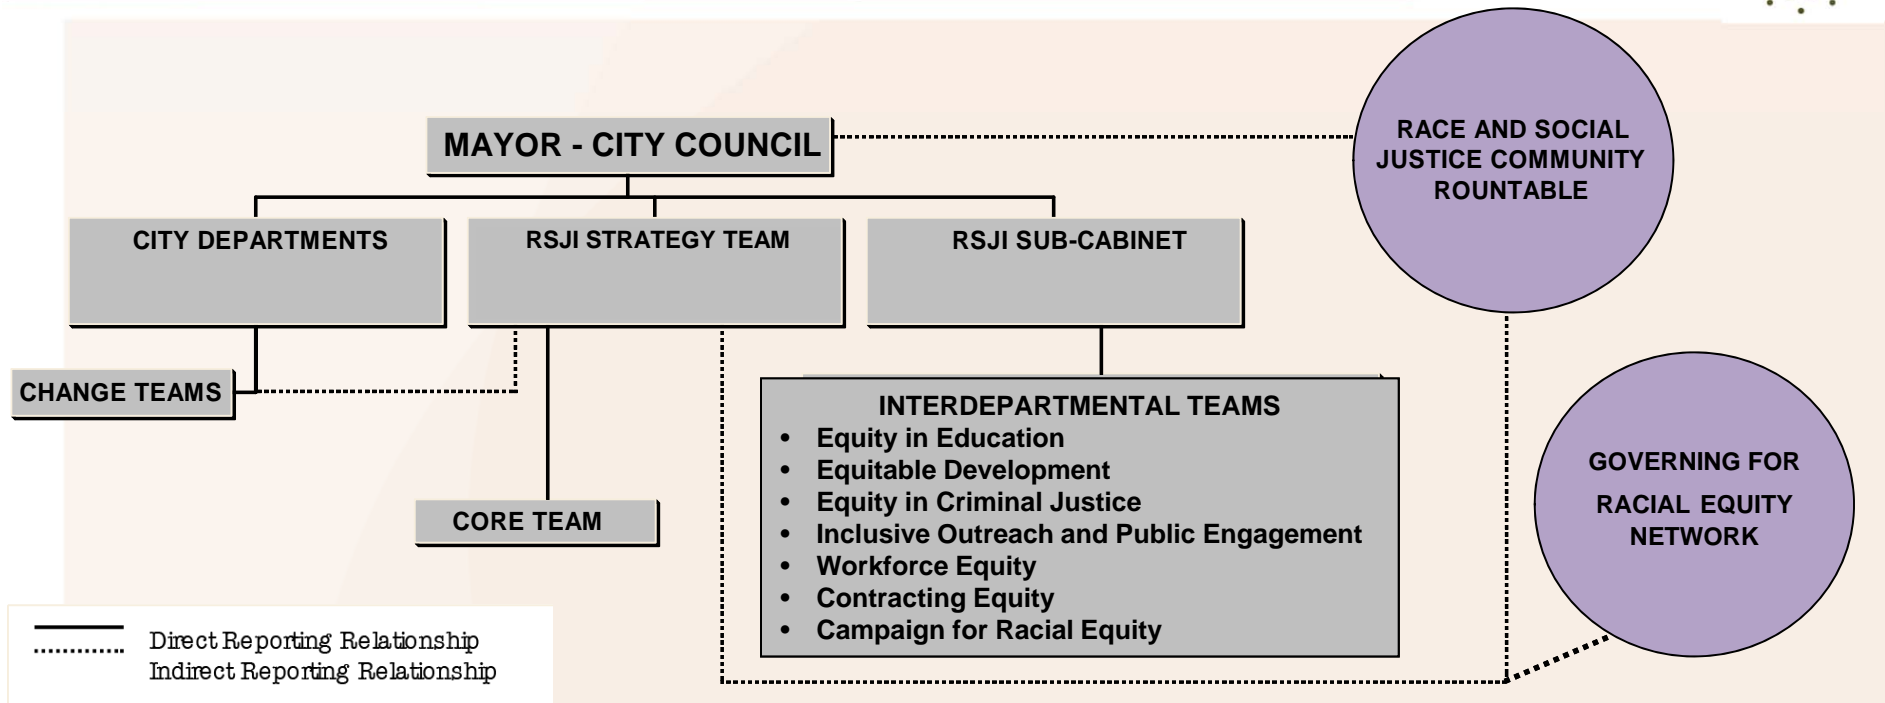 MAYOR - CITY COUNCIL
RACE AND SOCIAL
JUSTICE COMMUNITY
ROUNTABLE
CITY DEPARTMENTS
RSJI STRATEGY TEAM
RSJI SUB-CABINET
CHANGE TEAMS
CORE TEAM
INTERDEPARTMENTAL TEAMS
• Equity in Education
• Equitable Development
• Equity in Criminal Justice
• Inclusive Outreach and Public Engagement
• Workforce Equity
• Contracting Equity
• Campaign for Racial Equity
GOVERNING FOR
RACIAL EQUITY
NETWORK
Direct Reporting Relationship
Indirect Reporting Relationship